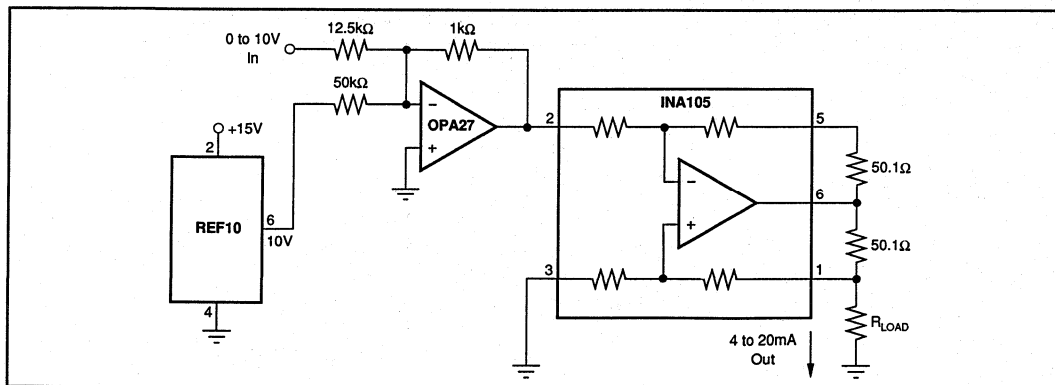 0 to 10V
In
12.5kΩ
1kΩ
50kΩ
−
+
OPA27
+15V
2
REF10
6
10V
4
INA105
2
5
50.1Ω
−
+
6
50.1Ω
3
1
R_LOAD
4 to 20mA
Out